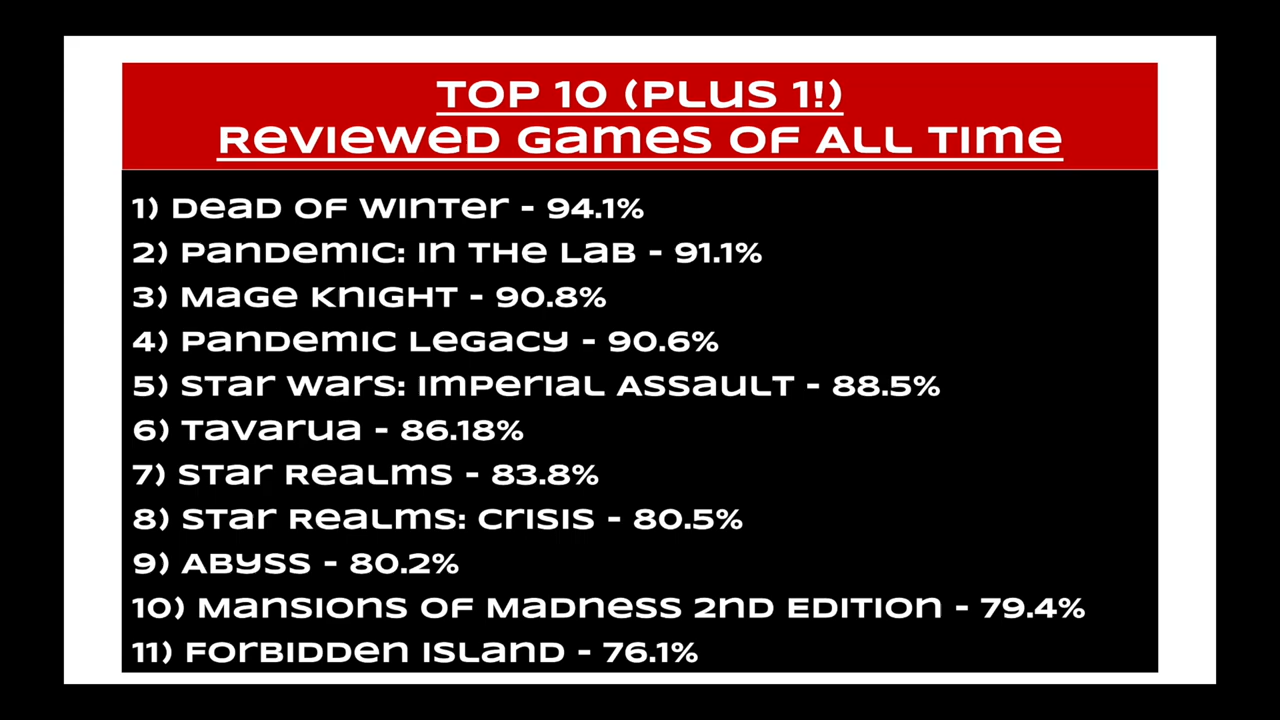 TOP 10 (PLUS 1!)
Reviewed Games of All Time
1) Dead of Winter - 94.1%
2) Pandemic: In the Lab - 91.1%
3) Mage Knight - 90.8%
4) Pandemic Legacy - 90.6%
5) Star Wars: Imperial Assault - 88.5%
6) Tavarua - 86.18%
7) Star Realms - 83.8%
8) Star Realms: Crisis - 80.5%
9) Abyss - 80.2%
10) Mansions of Madness 2nd Edition - 79.4%
11) Forbidden Island - 76.1%